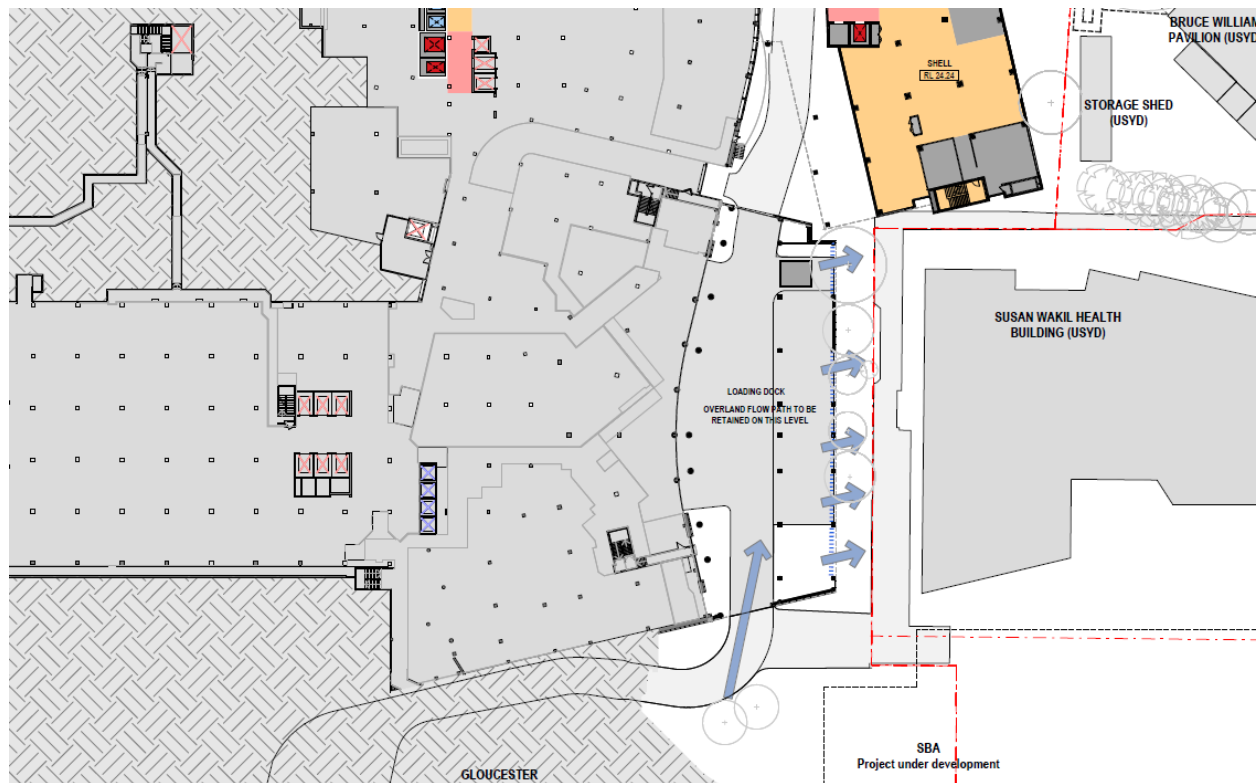 BRUCE WILLIAM
PAVILION (USYD
SHELL
RL 24.24
STORAGE SHED
(USYD)
SUSAN WAKIL HEALTH
BUILDING (USYD)
LOADING DOCK
OVERLAND FLOW PATH TO BE
RETAINED ON THIS LEVEL
SBA
Project under development
GLOUCESTER